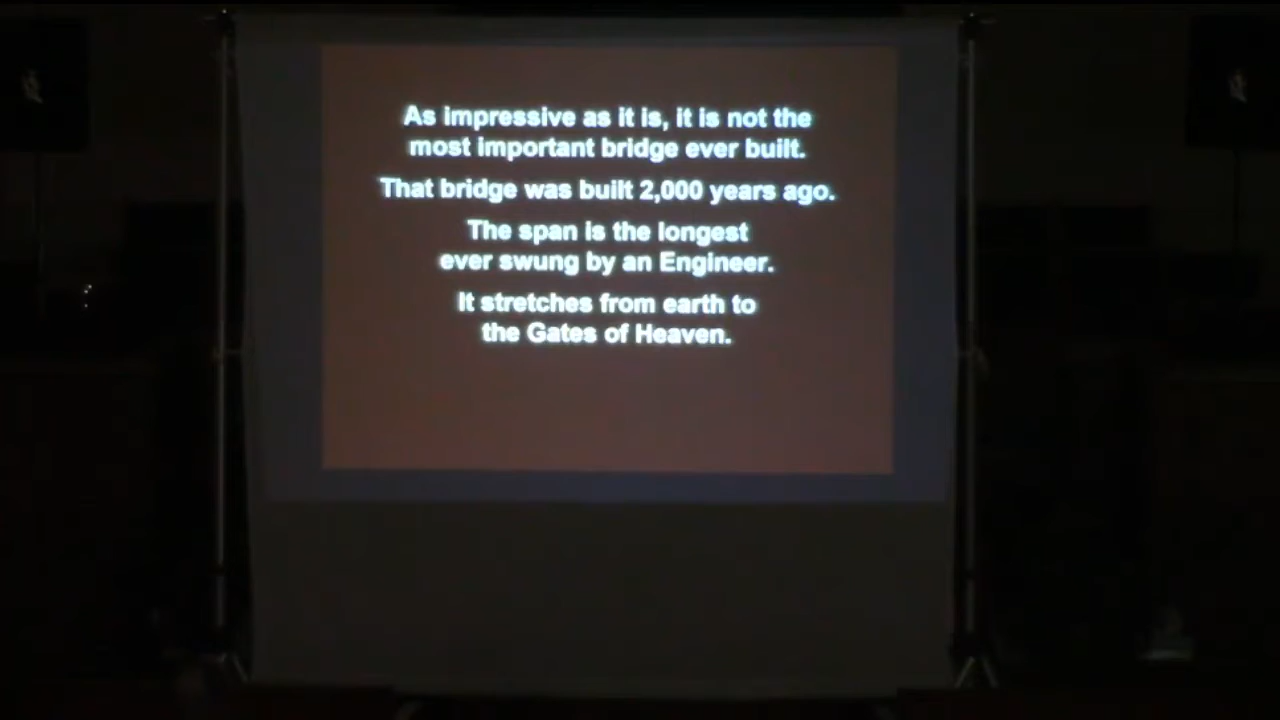 As impressive as it is, it is not the
most important bridge ever built.
That bridge was built 2,000 years ago.
The span is the longest
ever swung by an Engineer.
It stretches from earth to
the Gates of Heaven.